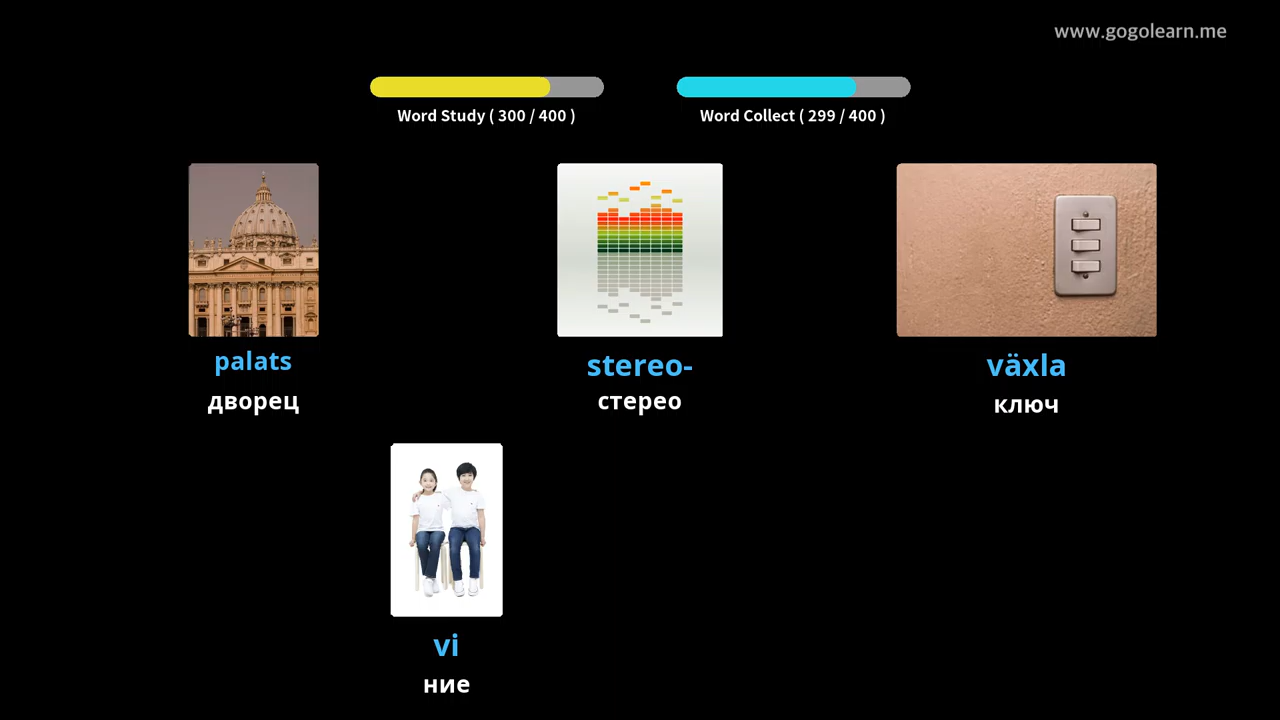 www.gogolearn.me
Word Study ( 300 / 400 )
Word Collect ( 299 / 400 )
palats
дворец
stereo-
стерео
växla
ключ
vi
ние